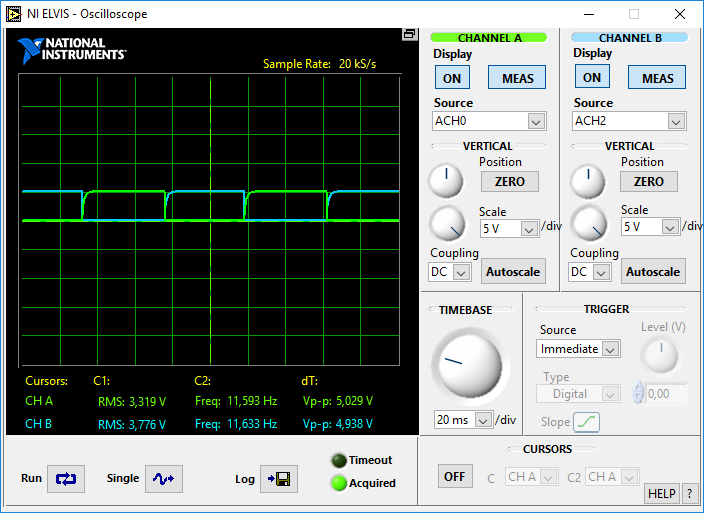 NI ELVIS - Oscilloscope
NATIONAL
INSTRUMENTS
Sample Rate: 20 kS/s
Cursors: C1: C2: dT:
CH A RMS: 3,319 V Freq: 11,593 Hz Vp-p: 5,029 V
CH B RMS: 3,776 V Freq: 11,633 Hz Vp-p: 4,938 V
Run Single Log
Timeout
Acquired
CHANNEL A
Display
ON MEAS
Source
ACH0
VERTICAL
Position
ZERO
Scale
5 V /div
Coupling
DC Autoscale
CHANNEL B
Display
ON MEAS
Source
ACH2
VERTICAL
Position
ZERO
Scale
5 V /div
Coupling
DC Autoscale
TIMEBASE
20 ms /div
TRIGGER
Source Level (V)
Immediate
Type
Digital 0,00
Slope
CURSORS
OFF C CH A C2 CH A
HELP ?